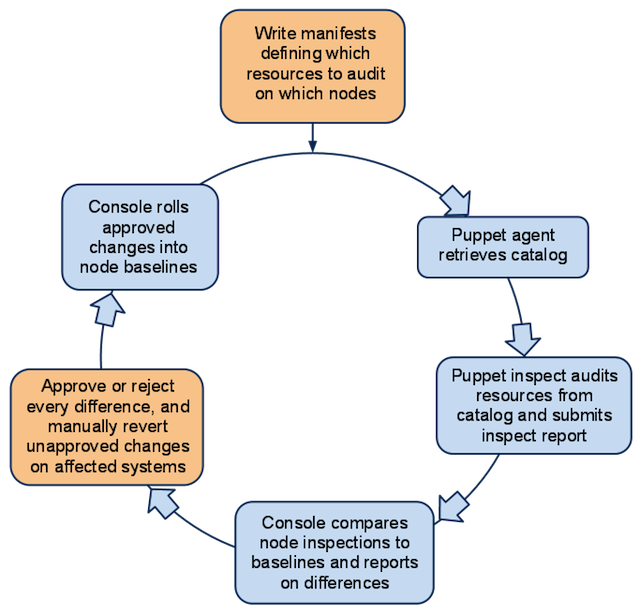 Write manifests
defining which
resources to audit
on which nodes
Puppet agent
retrieves catalog
Puppet inspect audits
resources from
catalog and submits
inspect report
Console compares
node inspections to
baselines and reports
on differences
Approve or reject
every difference, and
manually revert
unapproved changes
on affected systems
Console rolls
approved
changes into
node baselines